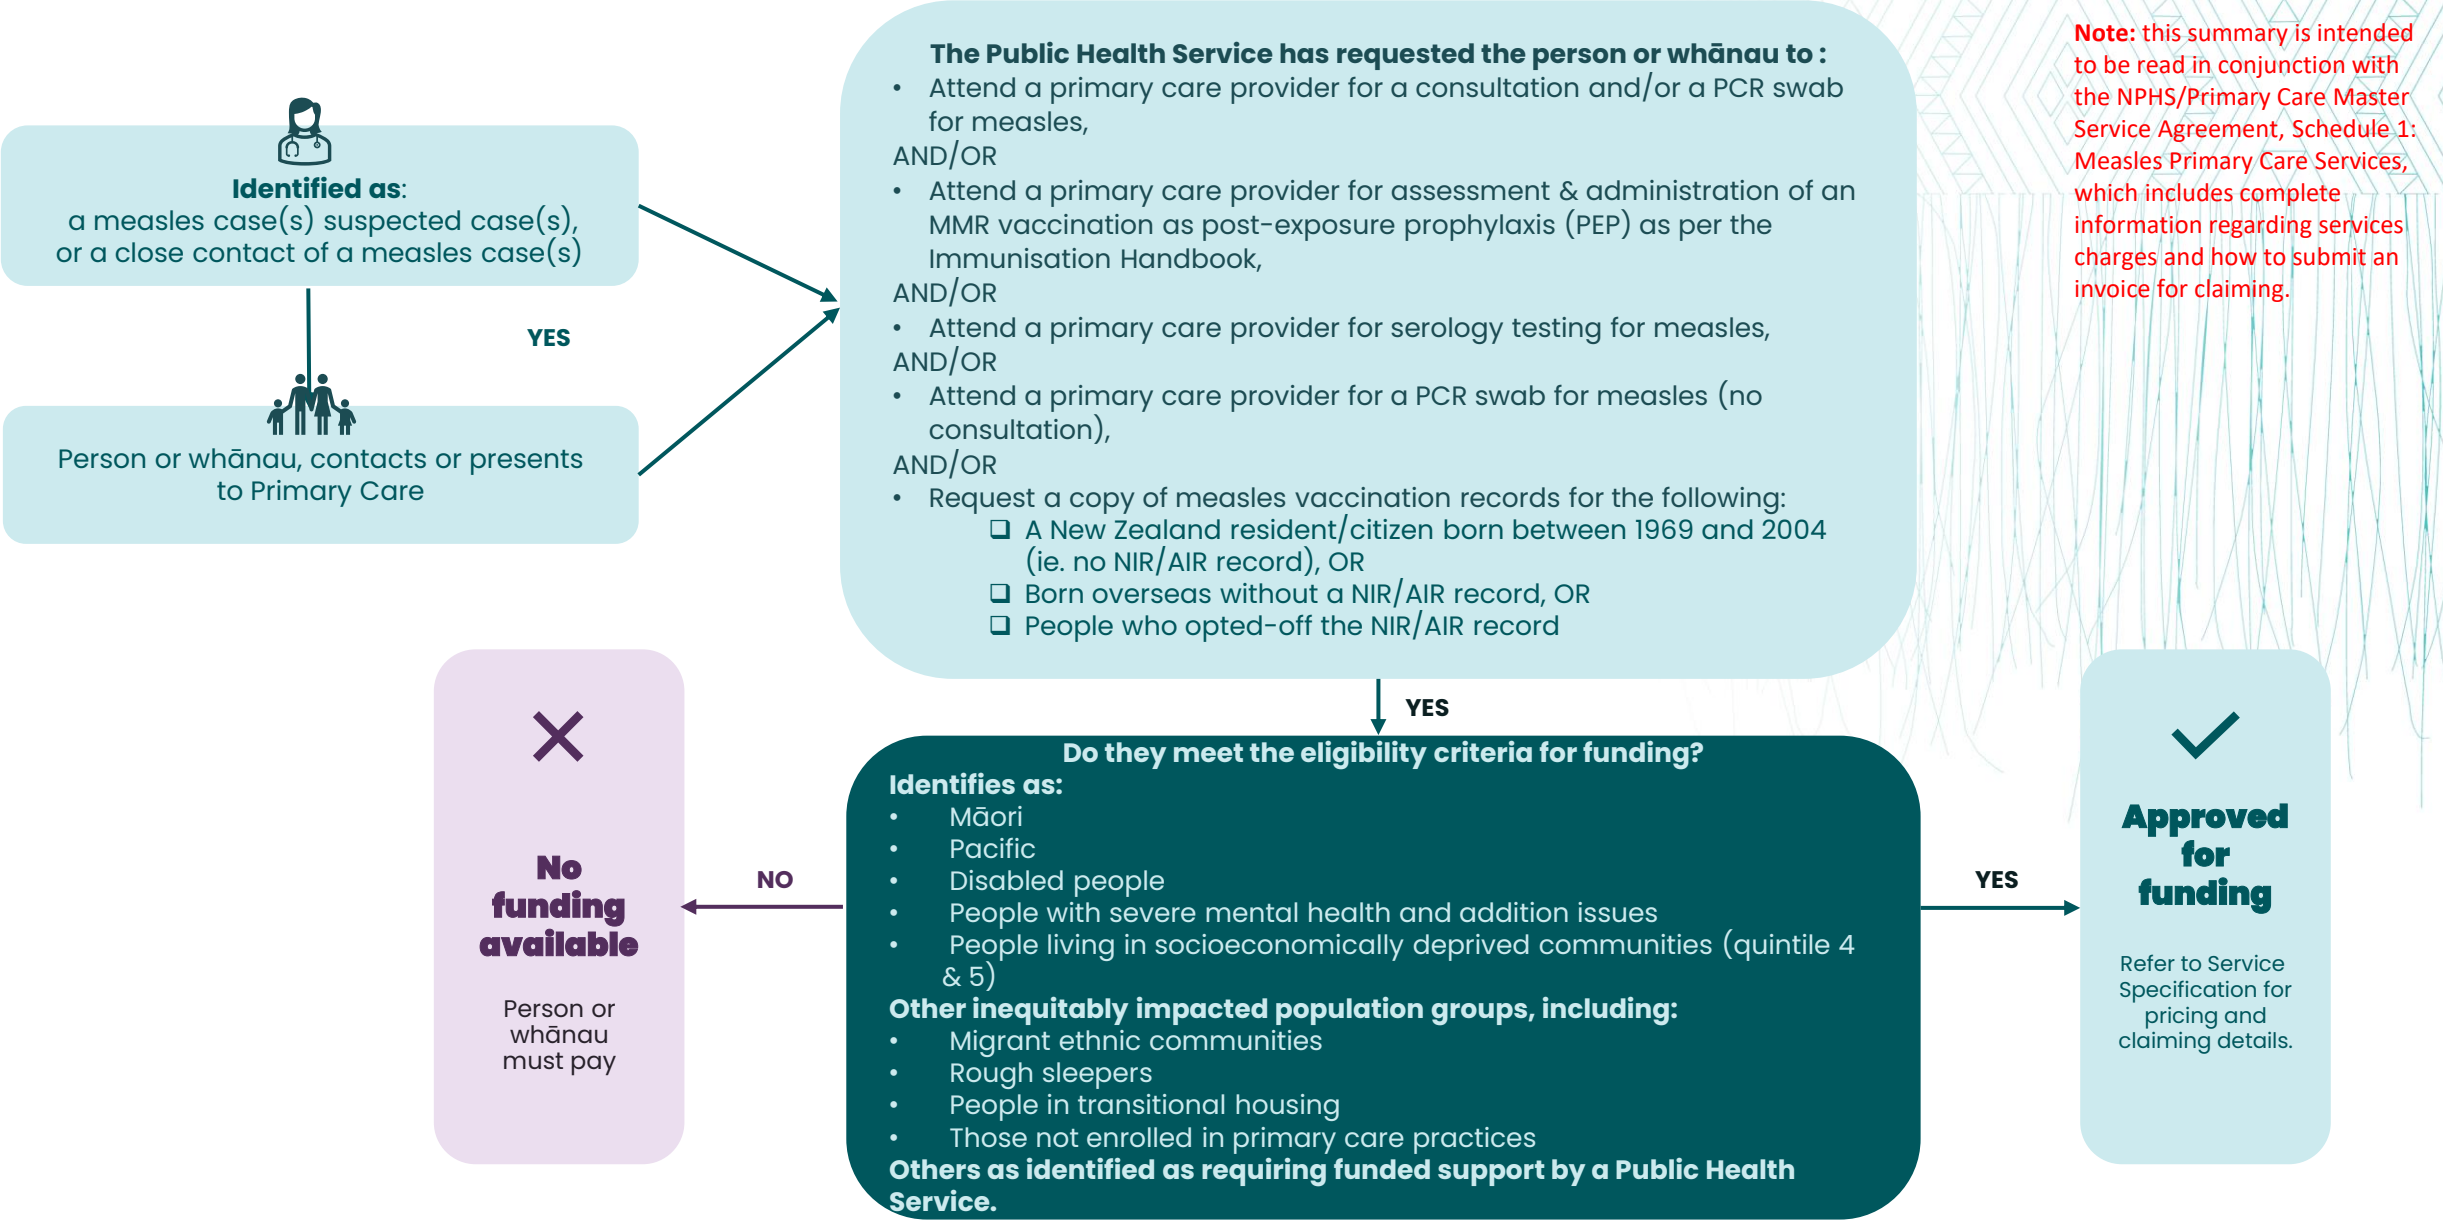 Identified as:
a measles case(s) suspected case(s),
or a close contact of a measles case(s)
YES
Person or whānau, contacts or presents
to Primary Care
The Public Health Service has requested the person or whānau to :
• Attend a primary care provider for a consultation and/or a PCR swab
for measles,
AND/OR
• Attend a primary care provider for assessment & administration of an
MMR vaccination as post-exposure prophylaxis (PEP) as per the
Immunisation Handbook,
AND/OR
• Attend a primary care provider for serology testing for measles,
AND/OR
• Attend a primary care provider for a PCR swab for measles (no
consultation),
AND/OR
• Request a copy of measles vaccination records for the following:
❑ A New Zealand resident/citizen born between 1969 and 2004
(ie. no NIR/AIR record), OR
❑ Born overseas without a NIR/AIR record, OR
❑ People who opted-off the NIR/AIR record
Note: this summary is intended
to be read in conjunction with
the NPHS/Primary Care Master
Service Agreement, Schedule 1:
Measles Primary Care Services,
which includes complete
information regarding services
charges and how to submit an
invoice for claiming.
YES
Do they meet the eligibility criteria for funding?
Identifies as:
• Māori
• Pacific
• Disabled people
• People with severe mental health and addition issues
• People living in socioeconomically deprived communities (quintile 4
& 5)
Other inequitably impacted population groups, including:
• Migrant ethnic communities
• Rough sleepers
• People in transitional housing
• Those not enrolled in primary care practices
Others as identified as requiring funded support by a Public Health
Service.
NO
No
funding
available
Person or
whānau
must pay
YES
Approved
for
funding
Refer to Service
Specification for
pricing and
claiming details.